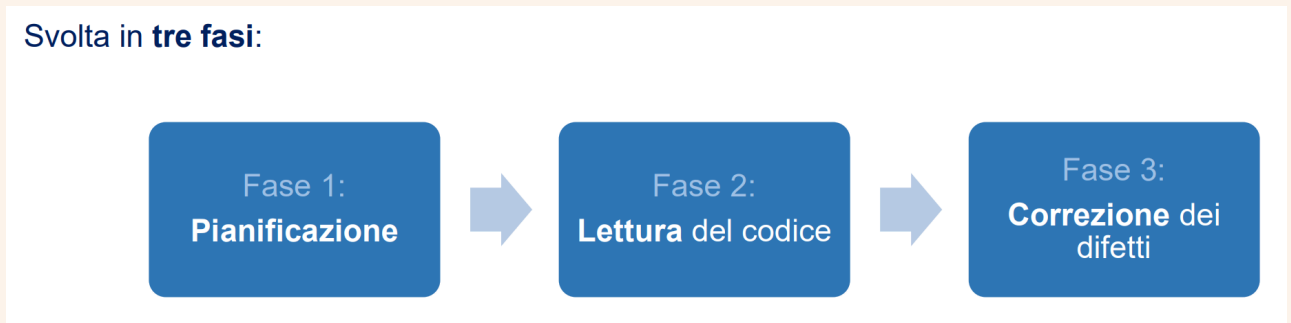 Svolta in tre fasi:
Fase 1:
Pianificazione
Fase 2:
Lettura del codice
Fase 3:
Correzione dei
difetti